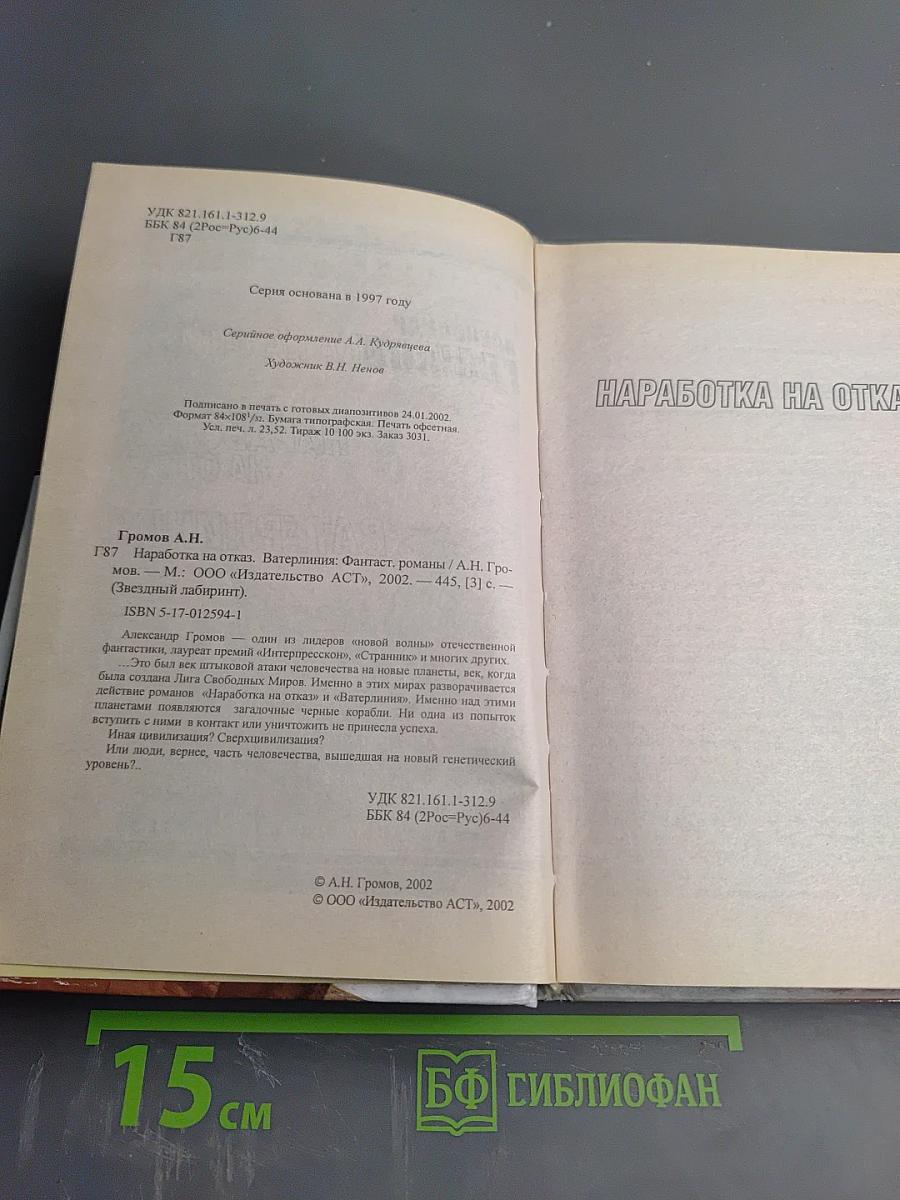 УДК 821.161.1-312.9
ББК 84 (2Рос=Рус)6-44
Г87
Серия основана в 1997 году
Серийное оформление А.А. Кудрявцева
Художник В.Н. Ненов
Подписано в печать с готовых диапозитивов 24.01.2002.
Формат 84×108¹/₃₂. Бумага типографская. Печать офсетная.
Усл. печ. л. 23,52. Тираж 10 100 экз. Заказ 3031.
Громов А.Н.
Г87 Наработка на отказ. Ватерлиния: Фантаст. романы / А.Н. Гро-
мов. — М.: ООО «Издательство АСТ», 2002. — 445, [3] с. —
(Звездный лабиринт).
ISBN 5-17-012594-1
Александр Громов — один из лидеров «новой волны» отечественной
фантастики, лауреат премий «Интерпресскон», «Странник» и многих других.
...Это был век штыковой атаки человечества на новые планеты, век, когда
была создана Лига Свободных Миров. Именно в этих мирах разворачивается
действие романов «Наработка на отказ» и «Ватерлиния». Именно над этими
планетами появляются загадочные черные корабли. Ни одна из попыток
вступить с ними в контакт или уничтожить не принесла успеха.
Иная цивилизация? Сверхцивилизация?
Или люди, вернее, часть человечества, вышедшая на новый генетический
уровень?..
УДК 821.161.1-312.9
ББК 84 (2Рос=Рус)6-44
© А.Н. Громов, 2002
© ООО «Издательство АСТ», 2002
НАРАБОТКА НА ОТКА
15 см
БФ
БИБЛИОФАН